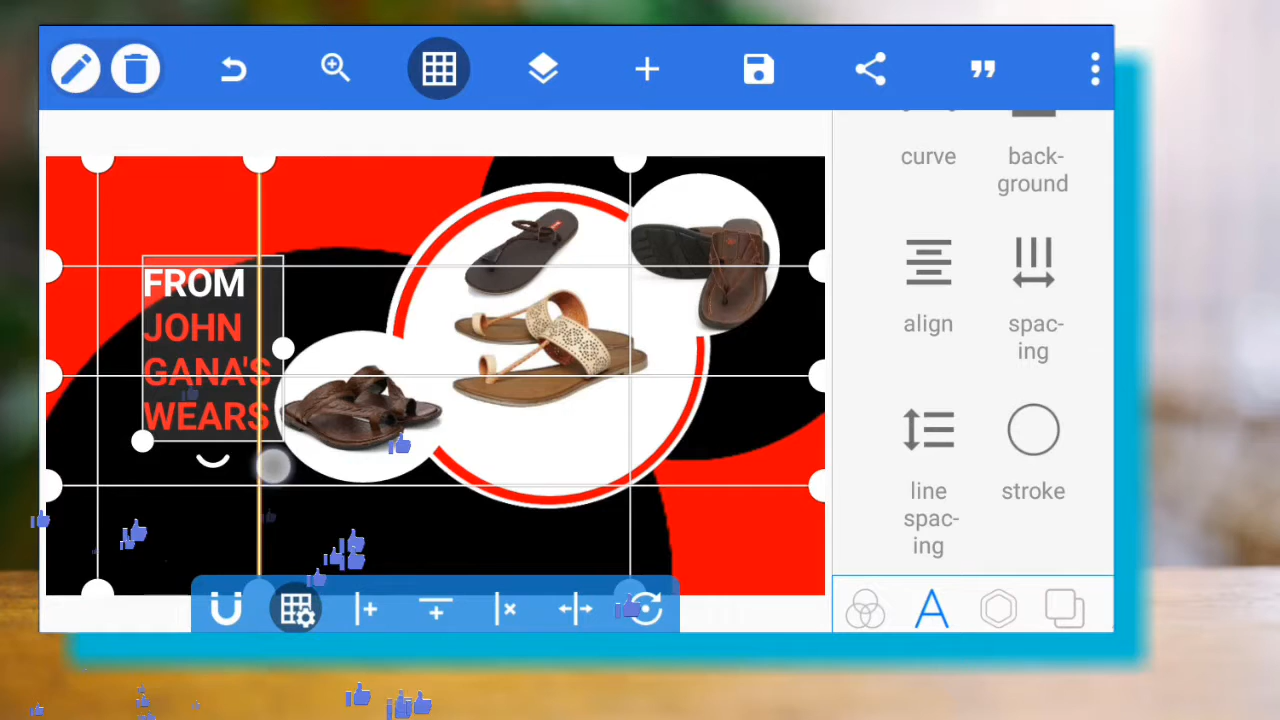 curve
back-
ground
FROM
JOHN
GANA'S
WEARS
align
spac-
ing
line
spac-
ing
stroke